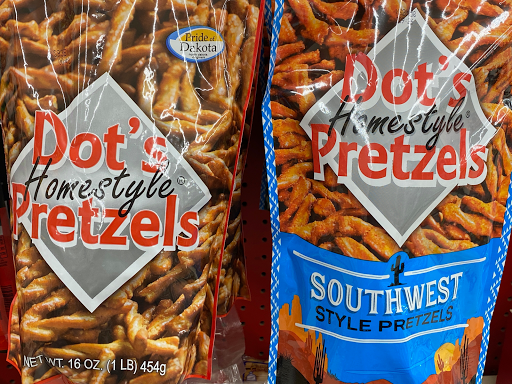 Pride of
Dakota
Dot's
Homestyle®
Pretzels
NET WT. 16 OZ. (1 LB) 454g
Dot's
Homestyle®
Pretzels
SOUTHWEST
STYLE PRETZELS